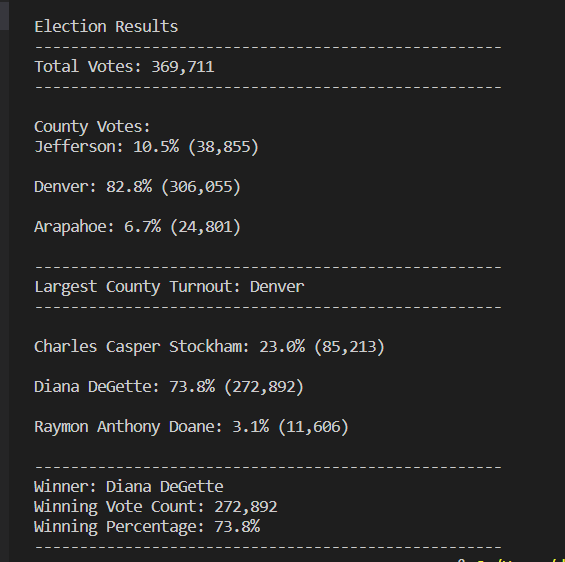 Election Results
-------------------------------------------------
Total Votes: 369,711
-------------------------------------------------
County Votes:
Jefferson: 10.5% (38,855)
Denver: 82.8% (306,055)
Arapahoe: 6.7% (24,801)
-------------------------------------------------
Largest County Turnout: Denver
-------------------------------------------------
Charles Casper Stockham: 23.0% (85,213)
Diana DeGette: 73.8% (272,892)
Raymon Anthony Doane: 3.1% (11,606)
-------------------------------------------------
Winner: Diana DeGette
Winning Vote Count: 272,892
Winning Percentage: 73.8%
-------------------------------------------------